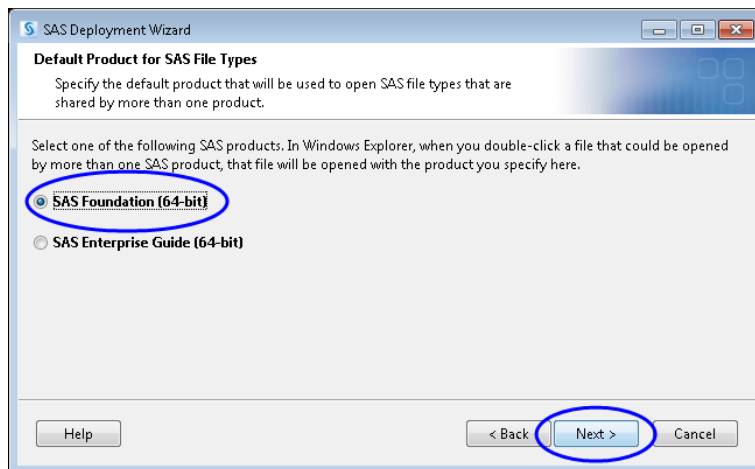 SAS Deployment Wizard
Default Product for SAS File Types
Specify the default product that will be used to open SAS file types that are
shared by more than one product.
Select one of the following SAS products. In Windows Explorer, when you double-click a file that could be opened
by more than one SAS product, that file will be opened with the product you specify here.
SAS Foundation (64-bit)
SAS Enterprise Guide (64-bit)
Help
< Back
Next >
Cancel